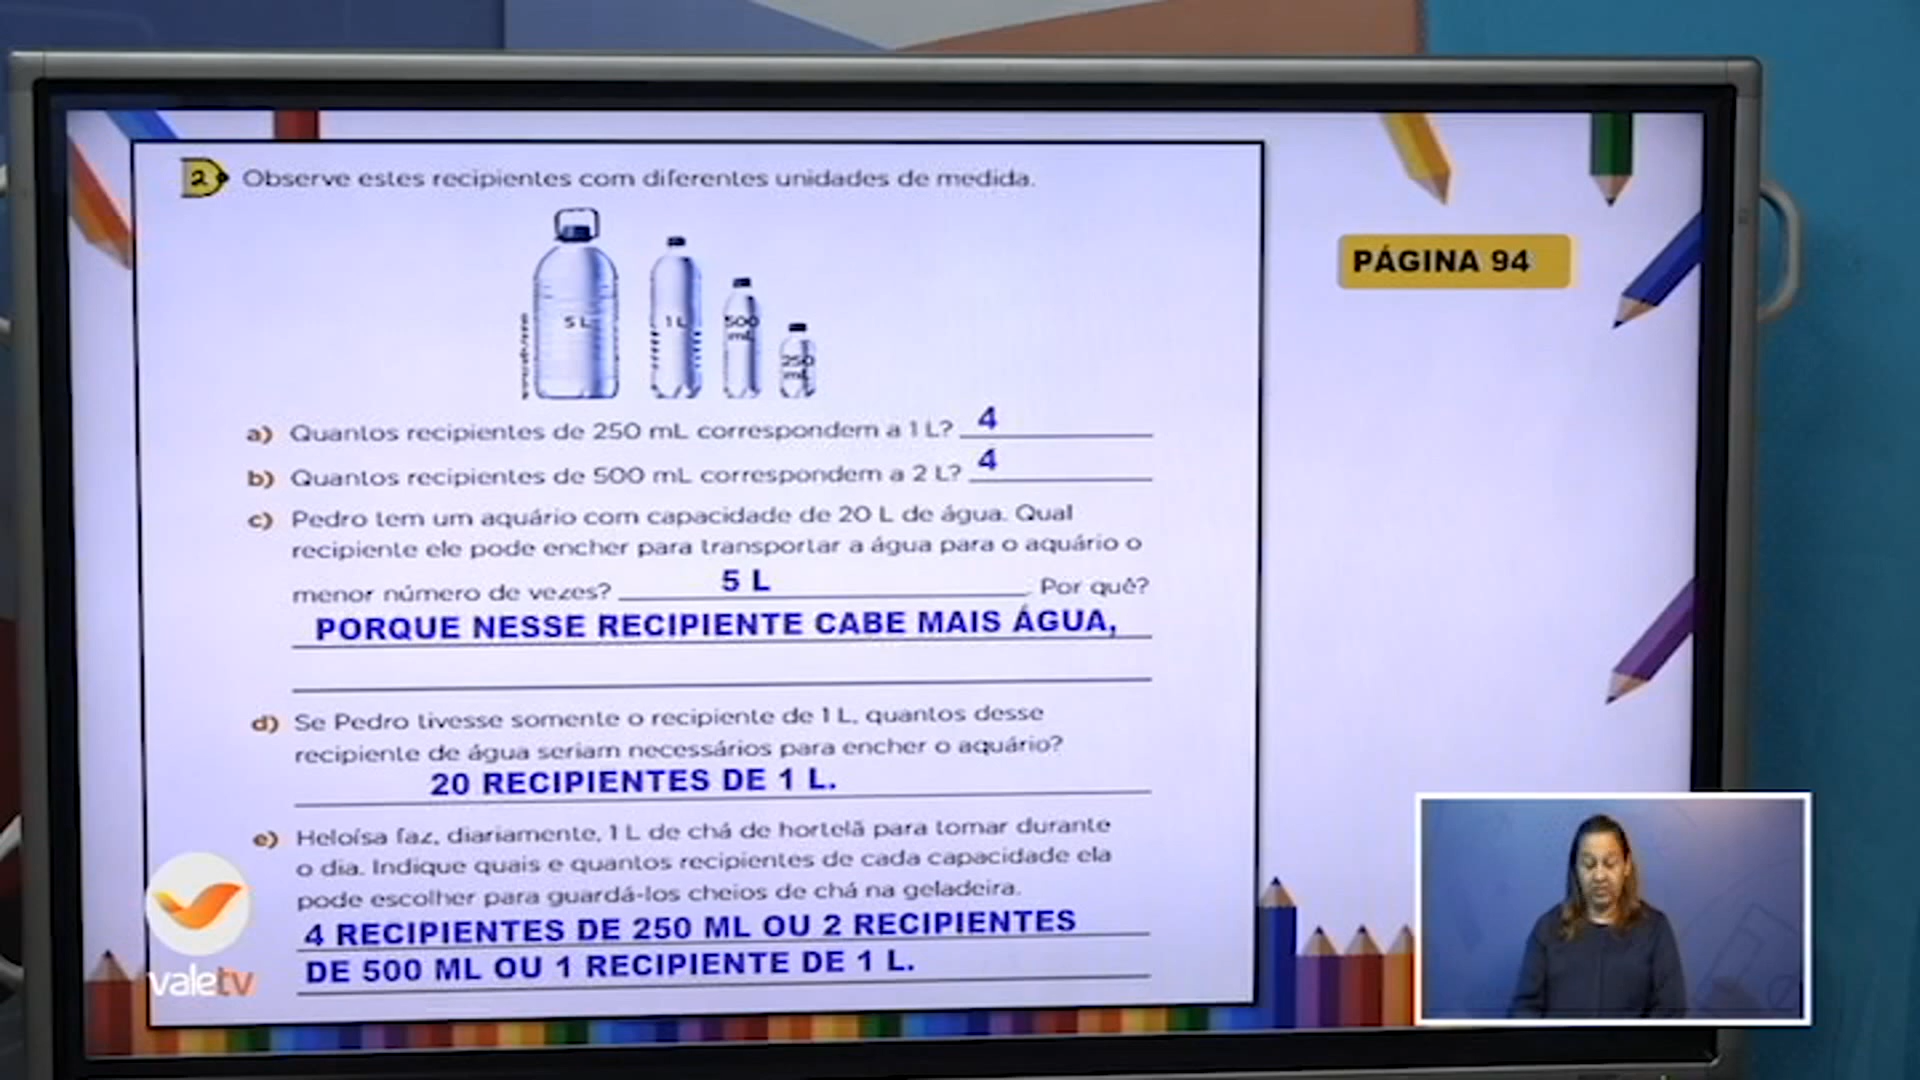 2 Observe estes recipientes com diferentes unidades de medida.
5 L
1 L
500
mL
250
mL
PÁGINA 94
a) Quantos recipientes de 250 mL correspondem a 1 L? 4
b) Quantos recipientes de 500 mL correspondem a 2 L? 4
c) Pedro tem um aquário com capacidade de 20 L de água. Qual
recipiente ele pode encher para transportar a água para o aquário o
menor número de vezes? 5 L Por quê?
PORQUE NESSE RECIPIENTE CABE MAIS ÁGUA,
d) Se Pedro tivesse somente o recipiente de 1 L, quantos desse
recipiente de água seriam necessários para encher o aquário?
20 RECIPIENTES DE 1 L.
e) Heloísa faz, diariamente, 1 L de chá de hortelã para tomar durante
o dia. Indique quais e quantos recipientes de cada capacidade ela
pode escolher para guardá-los cheios de chá na geladeira.
4 RECIPIENTES DE 250 ML OU 2 RECIPIENTES
DE 500 ML OU 1 RECIPIENTE DE 1 L.
valetv